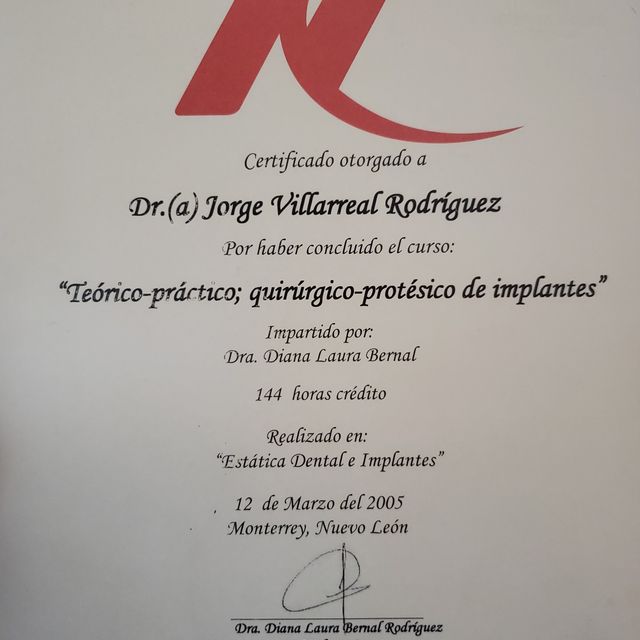 Certificado otorgado a
Dr.(a) Jorge Villarreal Rodríguez
Por haber concluido el curso:
“Teórico-práctico; quirúrgico-protésico de implantes”
Impartido por:
Dra. Diana Laura Bernal
144 horas crédito
Realizado en:
“Estática Dental e Implantes”
12 de Marzo del 2005
Monterrey, Nuevo León
Dra. Diana Laura Bernal Rodríguez